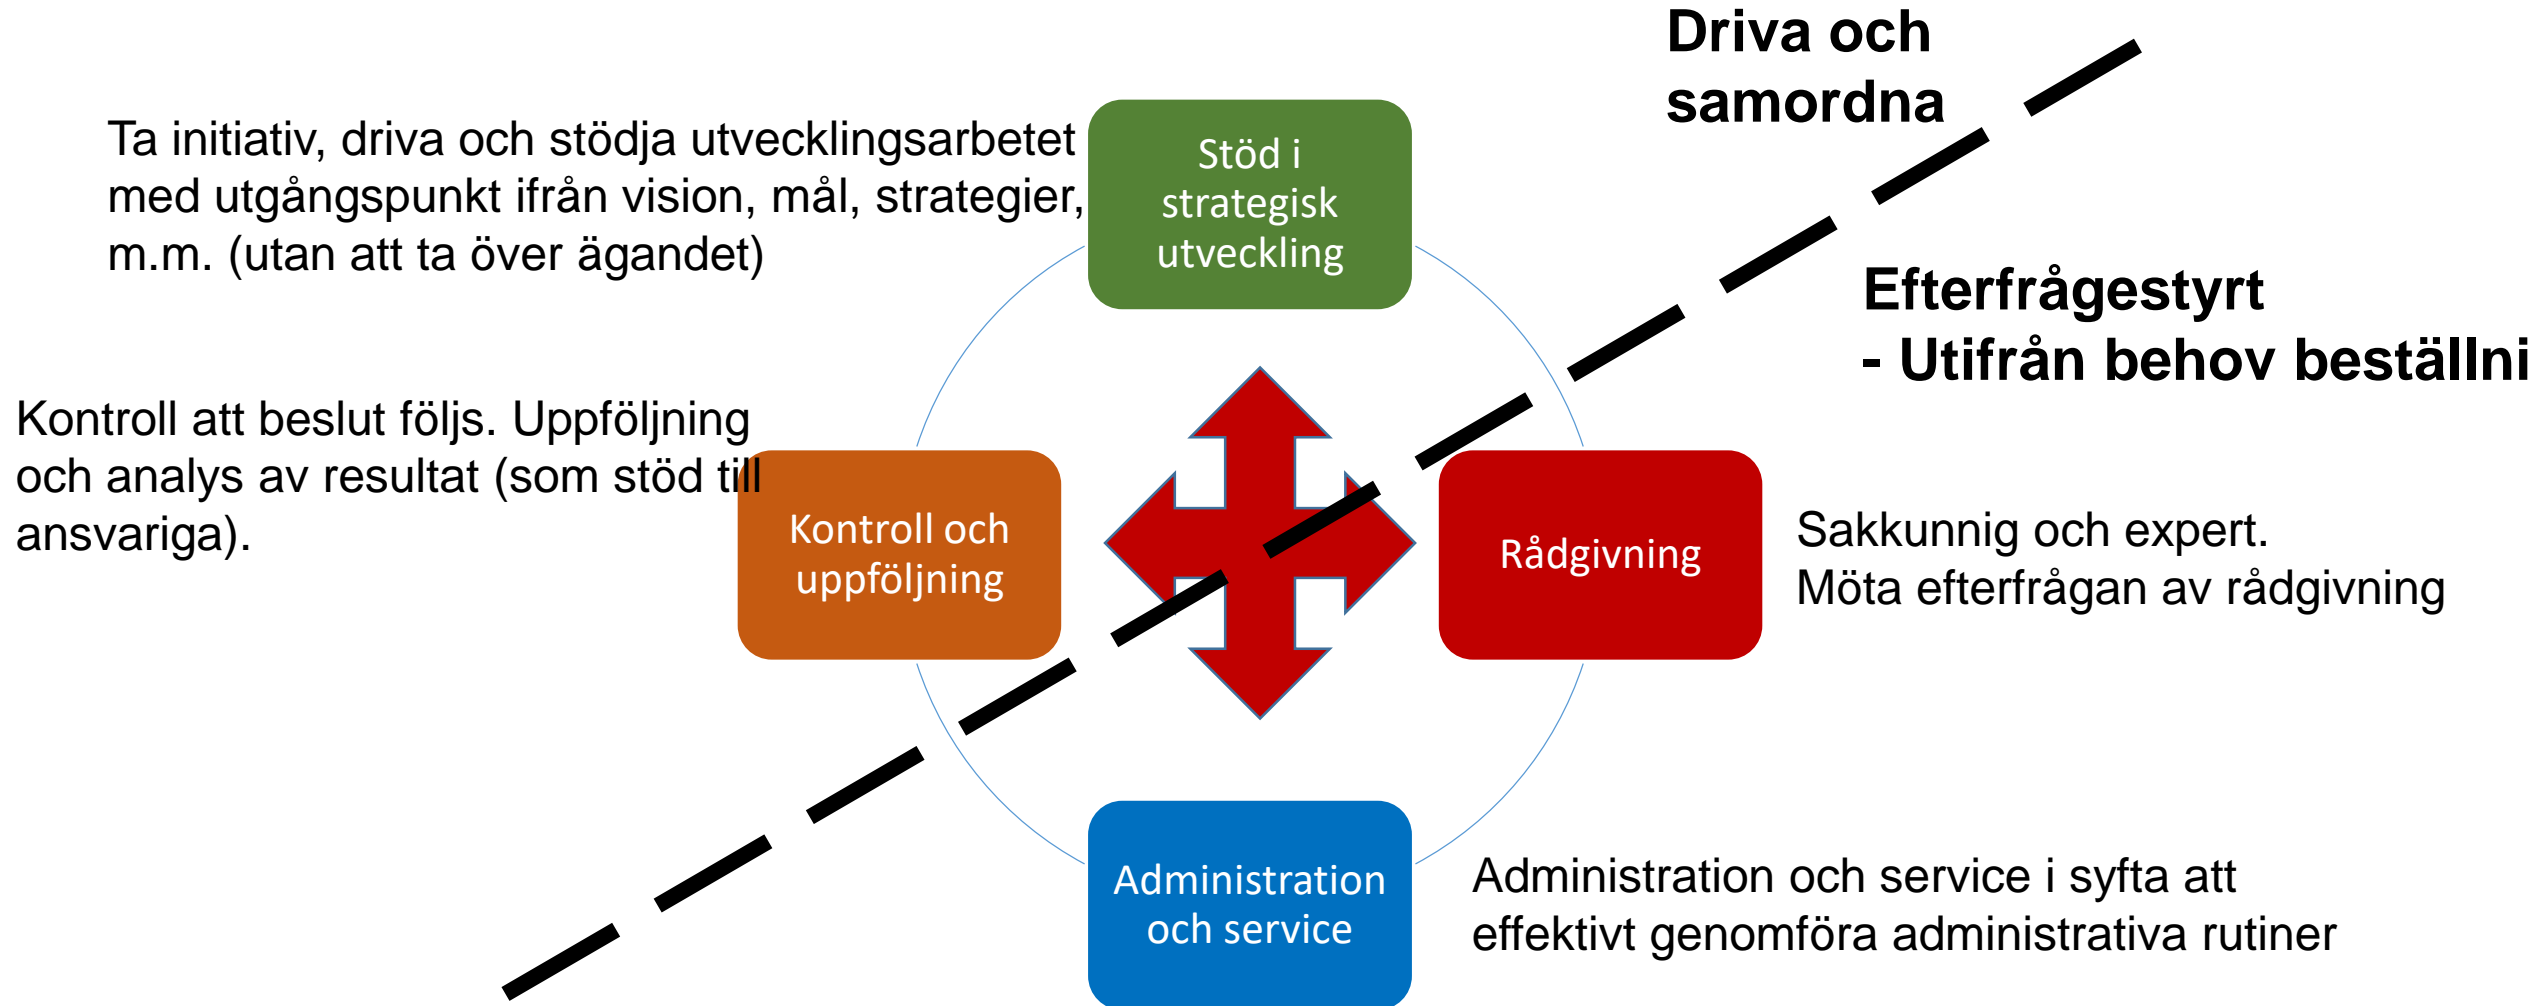 Driva och
samordna
Ta initiativ, driva och stödja utvecklingsarbetet
med utgångspunkt ifrån vision, mål, strategier,
m.m. (utan att ta över ägandet)
Stöd i
strategisk
utveckling
Efterfrågestyrt
- Utifrån behov beställni
Kontroll att beslut följs. Uppföljning
och analys av resultat (som stöd till
ansvariga).
Kontroll och
uppföljning
Rådgivning
Sakkunnig och expert.
Möta efterfrågan av rådgivning
Administration
och service
Administration och service i syfta att
effektivt genomföra administrativa rutiner